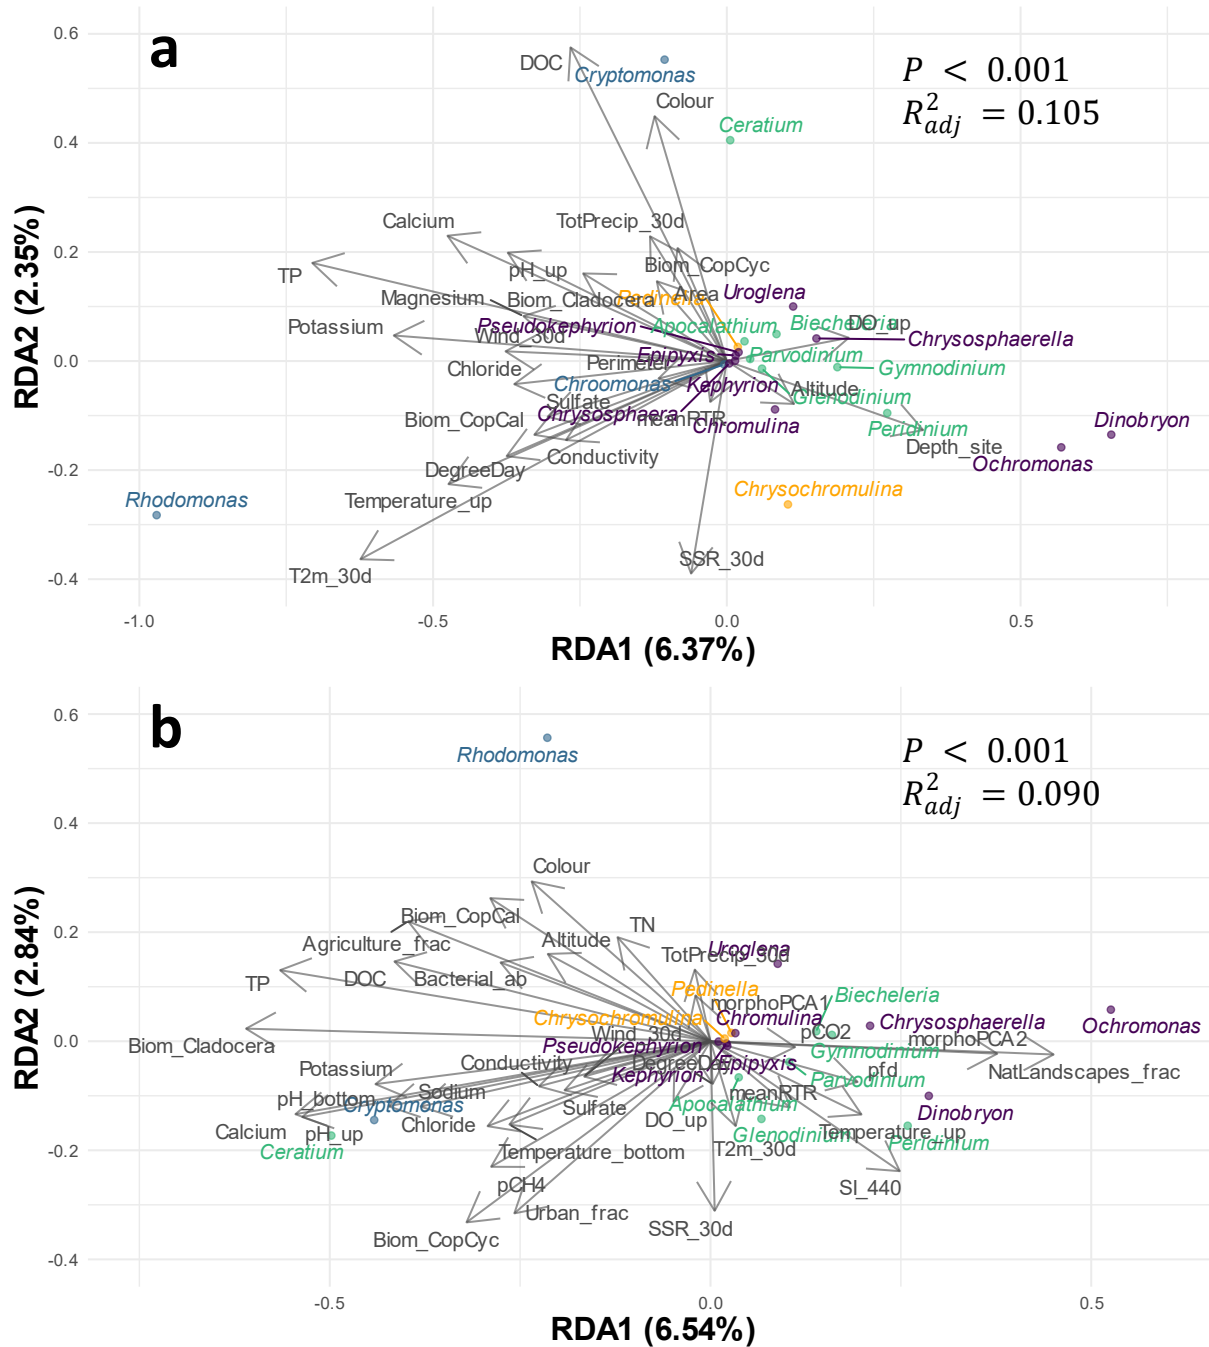 a
P < 0.001
R²adj = 0.105
0.6
0.4
0.2
0.0
-0.2
-0.4
RDA2 (2.35%)
DOC
Cryptomonas
Colour
Ceratium
Calcium
TotPrecip_30d
TP
pH_up
Biom_CopCyc
Magnesium
Biom_Cladocera
Pedinella
Area
Uroglena
Potassium
Wind_30d
Pseudokephyrion
Apocalathium
Biecheleria
DO_up
Chrysosphaerella
Chloride
Perimeter
Epipyxis
Parvodinium
Gymnodinium
Chroomonas
Kephyrion
Altitude
Sulfate
Glenodinium
Biom_CopCal
Chrysosphaera
meanRTR
Chromulina
Peridinium
Dinobryon
Depth_site
Conductivity
Ochromonas
DegreeDay
Rhodomonas
Temperature_up
Chrysochromulina
T2m_30d
SSR_30d
-1.0
-0.5
0.0
0.5
RDA1 (6.37%)
b
P < 0.001
R²adj = 0.090
0.6
0.4
0.2
0.0
-0.2
-0.4
RDA2 (2.84%)
Rhodomonas
Colour
Biom_CopCal
TN
Agriculture_frac
Altitude
Uroglena
TotPrecip_30d
TP
DOC
Bacterial_ab
Pedinella
morphoPCA1
Biecheleria
Chrysochromulina
Chromulina
Chrysosphaerella
Ochromonas
Biom_Cladocera
Wind_30d
pCO2
morphoPCA2
Pseudokephyrion
Gymnodinium
Potassium
Conductivity
DegreeDay
Epipyxis
pfd
NatLandscapes_frac
Kephyrion
Parvodinium
pH_bottom
Sodium
Cryptomonas
Sulfate
Apocalathium
meanRTR
Dinobryon
Calcium
pH_up
Chloride
DO_up
Glenodinium
Temperature_up
Peridinium
Ceratium
Temperature_bottom
T2m_30d
pCH4
SI_440
Urban_frac
SSR_30d
Biom_CopCyc
-0.5
0.0
0.5
RDA1 (6.54%)